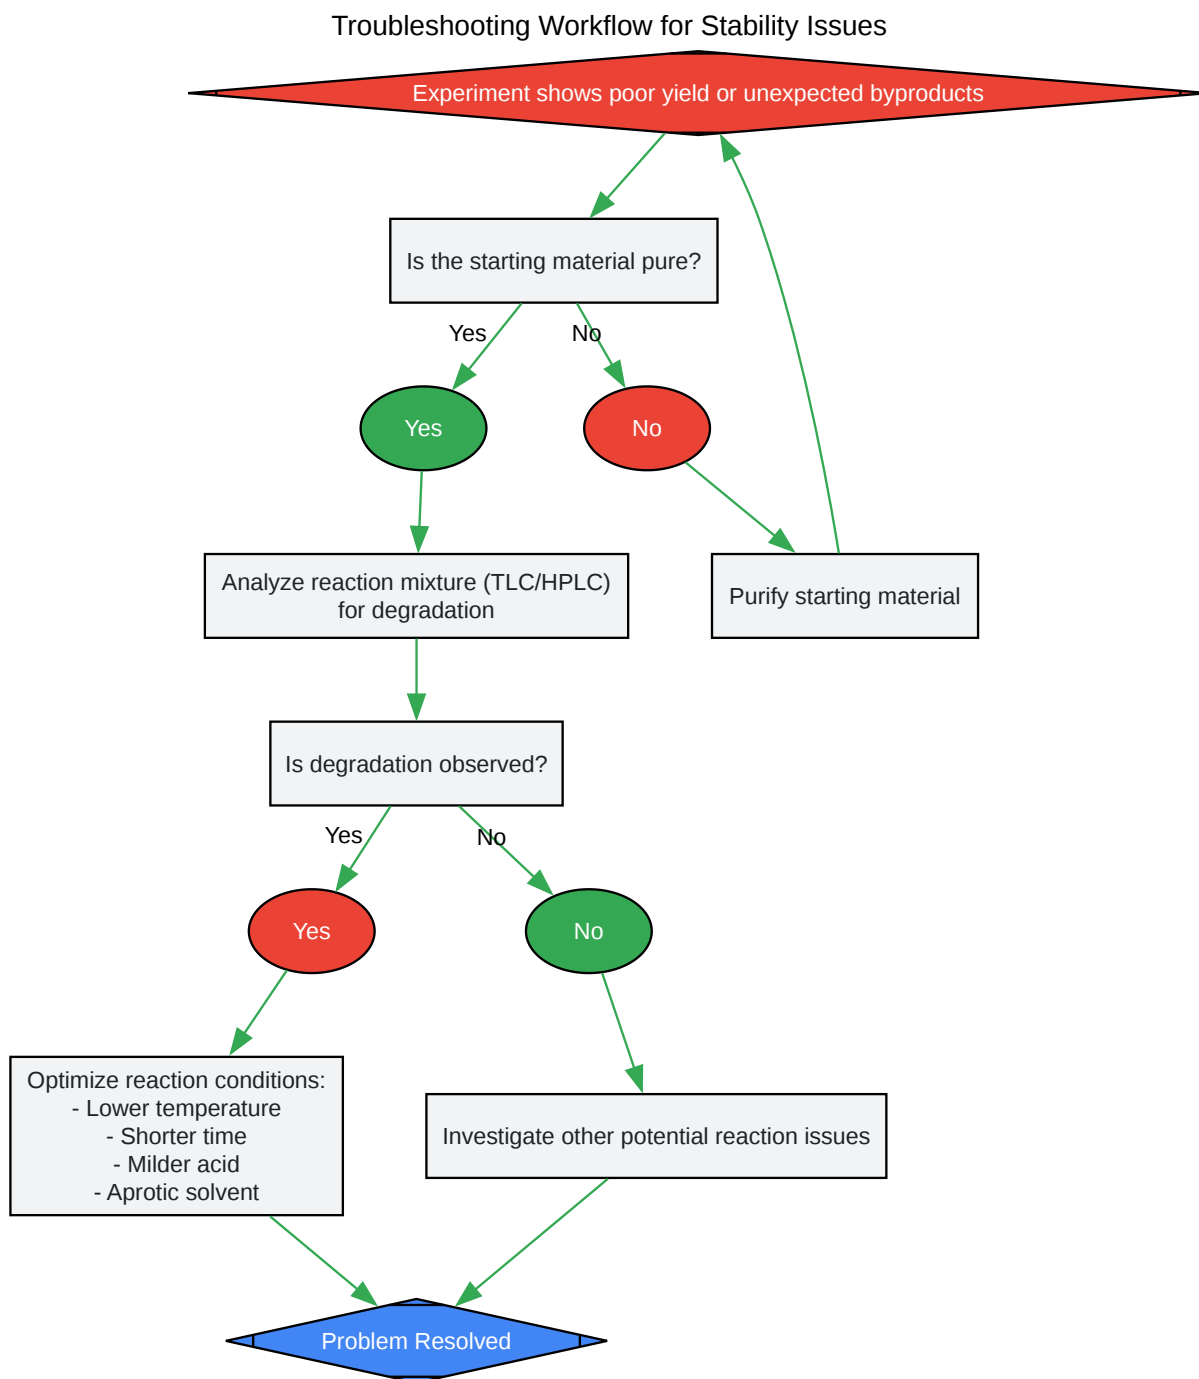 Troubleshooting Workflow for Stability Issues
Experiment shows poor yield or unexpected byproducts
Is the starting material pure?
Yes
No
Yes
No
Analyze reaction mixture (TLC/HPLC)
for degradation
Purify starting material
Is degradation observed?
Yes
No
Yes
No
Optimize reaction conditions:
- Lower temperature
- Shorter time
- Milder acid
- Aprotic solvent
Investigate other potential reaction issues
Problem Resolved